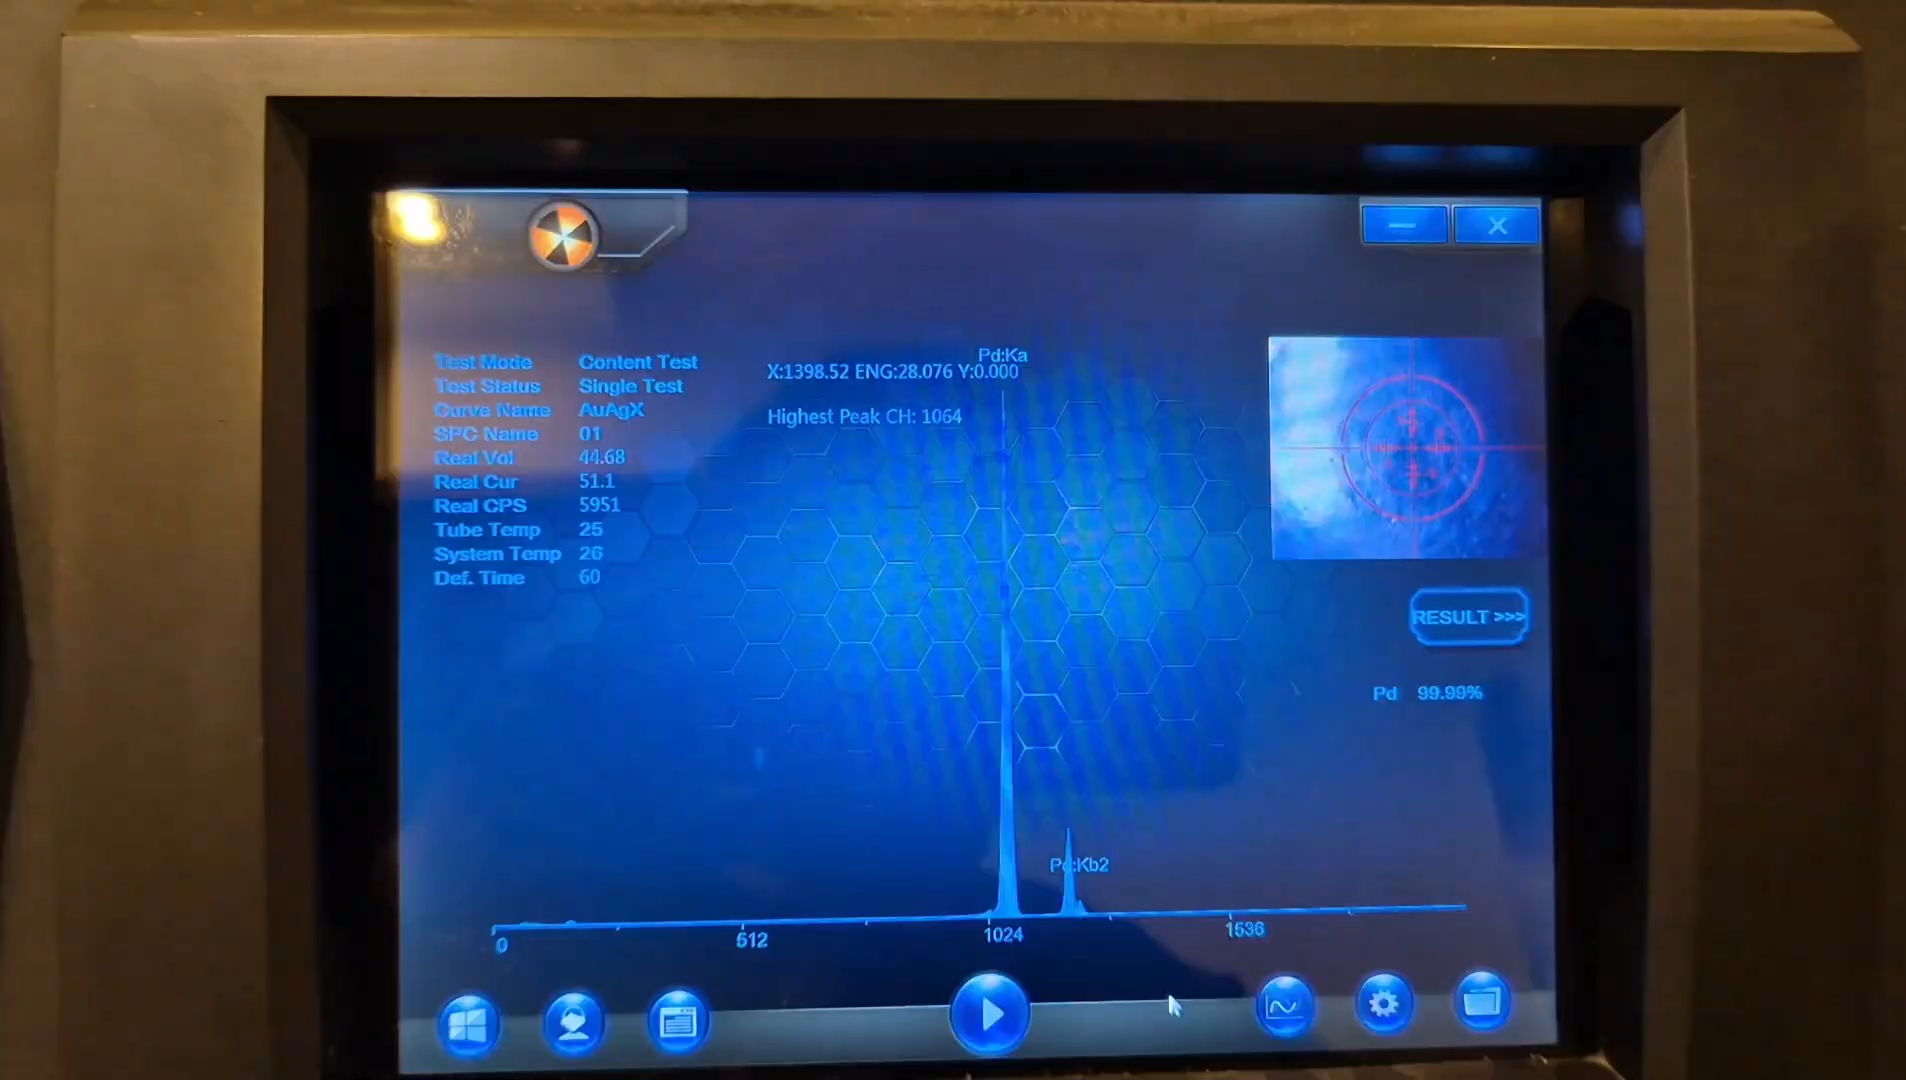 Test Mode Content Test
Test Status Single Test
Curve Name AuAgX
SPC Name 01
Real Vol 44.68
Real Cur 51.1
Real CPS 5951
Tube Temp 25
System Temp 26
Def. Time 60
Pd:Ka
X:1398.52 ENG:28.076 Y:0.000
Highest Peak CH: 1064
RESULT >>>
Pd 99.99%
Pd:Kb2
0 512 1024 1536